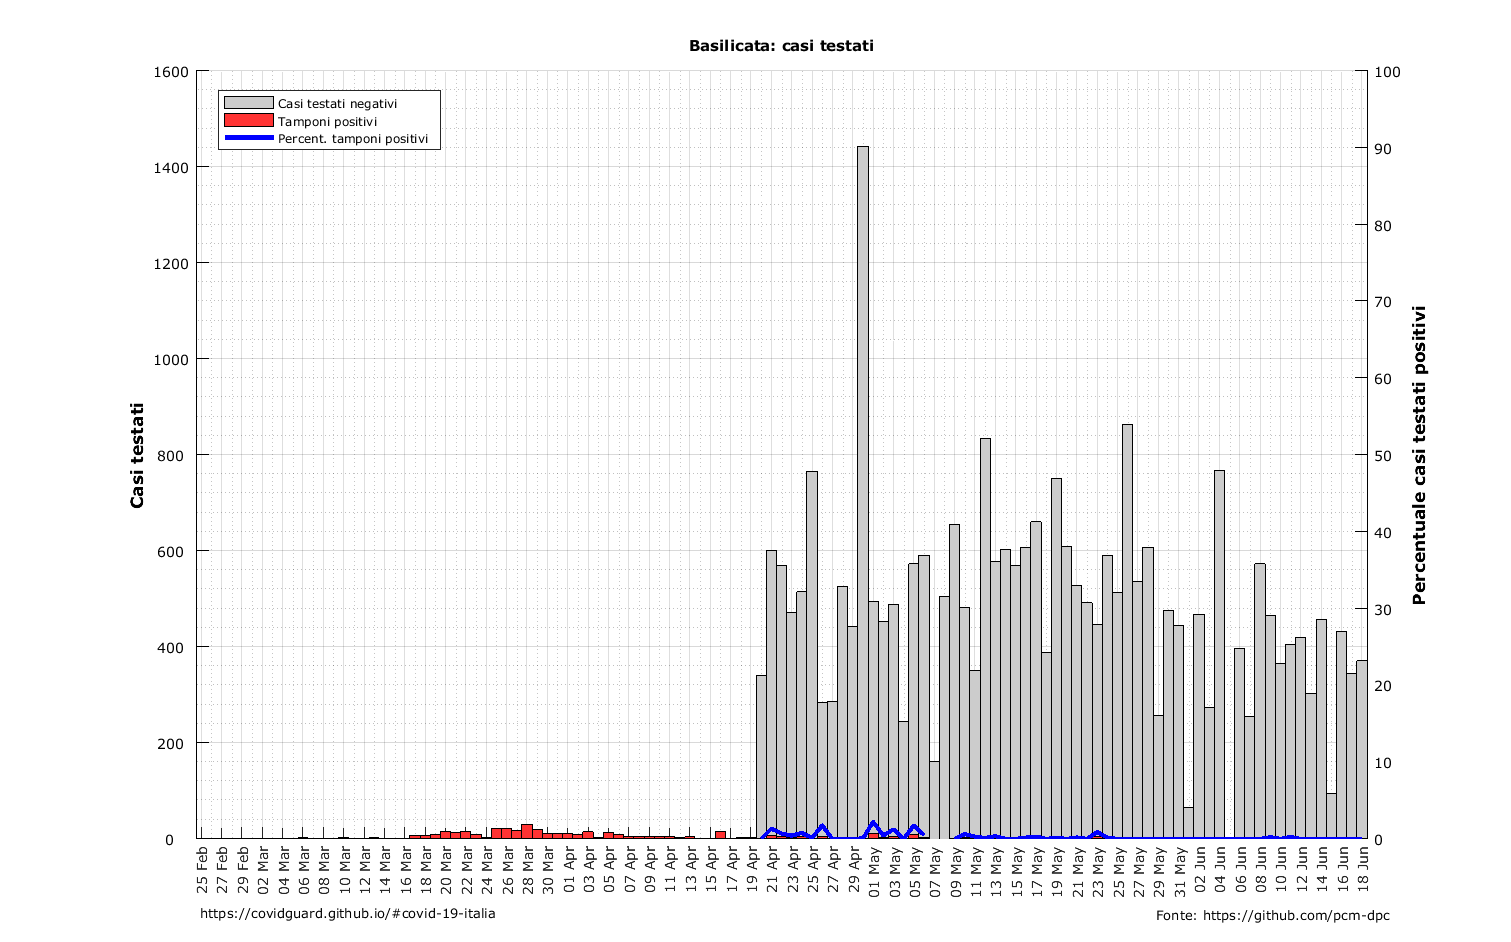 Basilicata: casi testati
Casi testati negativi
Tamponi positivi
Percent. tamponi positivi
Casi testati
1600
1400
1200
1000
800
600
400
200
0
100
90
80
70
60
50
40
30
20
10
0
Percentuale casi testati positivi
25 Feb
27 Feb
29 Feb
02 Mar
04 Mar
06 Mar
08 Mar
10 Mar
12 Mar
14 Mar
16 Mar
18 Mar
20 Mar
22 Mar
24 Mar
26 Mar
28 Mar
30 Mar
01 Apr
03 Apr
05 Apr
07 Apr
09 Apr
11 Apr
13 Apr
15 Apr
17 Apr
19 Apr
21 Apr
23 Apr
25 Apr
27 Apr
29 Apr
01 May
03 May
05 May
07 May
09 May
11 May
13 May
15 May
17 May
19 May
21 May
23 May
25 May
27 May
29 May
31 May
02 Jun
04 Jun
06 Jun
08 Jun
10 Jun
12 Jun
14 Jun
16 Jun
18 Jun
https://covidguard.github.io/#covid-19-italia
Fonte: https://github.com/pcm-dpc